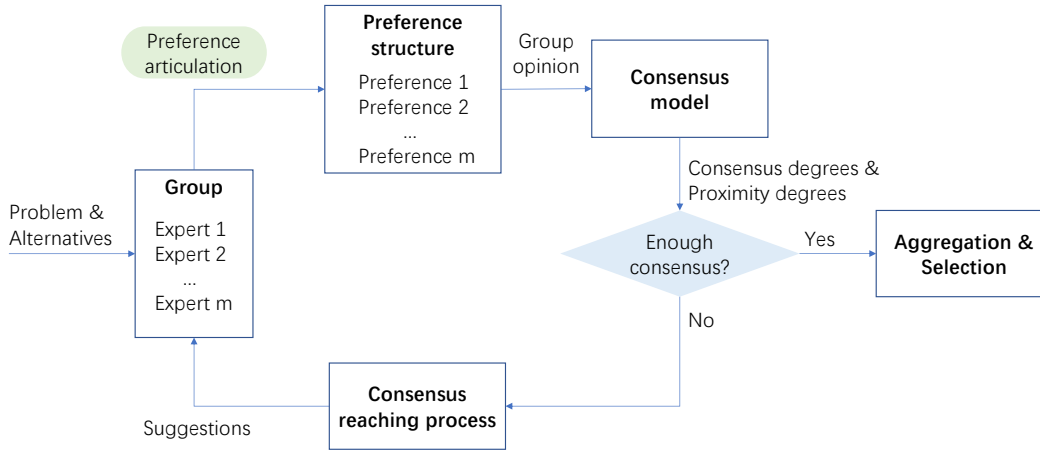 Preference
articulation
Preference
structure
Preference 1
Preference 2
...
Preference m
Group
opinion
Consensus
model
Group
Expert 1
Expert 2
...
Expert m
Problem &
Alternatives
Consensus degrees &
Proximity degrees
Enough
consensus?
Yes
Aggregation &
Selection
No
Consensus
reaching process
Suggestions